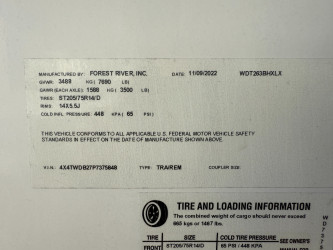 MANUFACTURED BY: FOREST RIVER, INC. DATE: 11/09/2022 WDT263BHXLX
GVWR: 3488 KG( 7690 LB)
GAWR (EACH AXLE): 1588 KG( 3500 LB)
TIRES: ST205/75R14/D
RIMS: 14X5.5J
COLD INFL. PRESSURE: 448 KPA( 65 PSI)
THIS VEHICLE CONFORMS TO ALL APPLICABLE U.S. FEDERAL MOTOR VEHICLE SAFETY
STANDARDS IN EFFECT ON THE DATE OF MANUFACTURE SHOWN ABOVE.
V.I.N.: 4X4TWDB27P7375848 TYPE: TRA/REM COUPLER SIZE:
TIRE AND LOADING INFORMATION
The combined weight of cargo should never exceed
665 kgs or 1467 lbs.
TIRE SIZE COLD TIRE PRESSURE SEE OWNER'S
FRONT ST205/75R14/D 65 PSI / 448 KPA